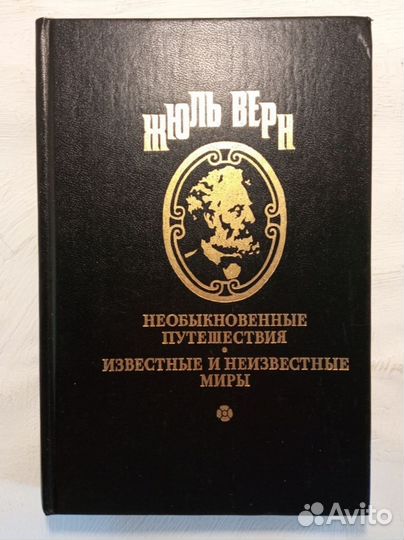 ЖЮЛЬ ВЕРН
НЕОБЫКНОВЕННЫЕ
ПУТЕШЕСТВИЯ
•
ИЗВЕСТНЫЕ И НЕИЗВЕСТНЫЕ
МИРЫ
Avito